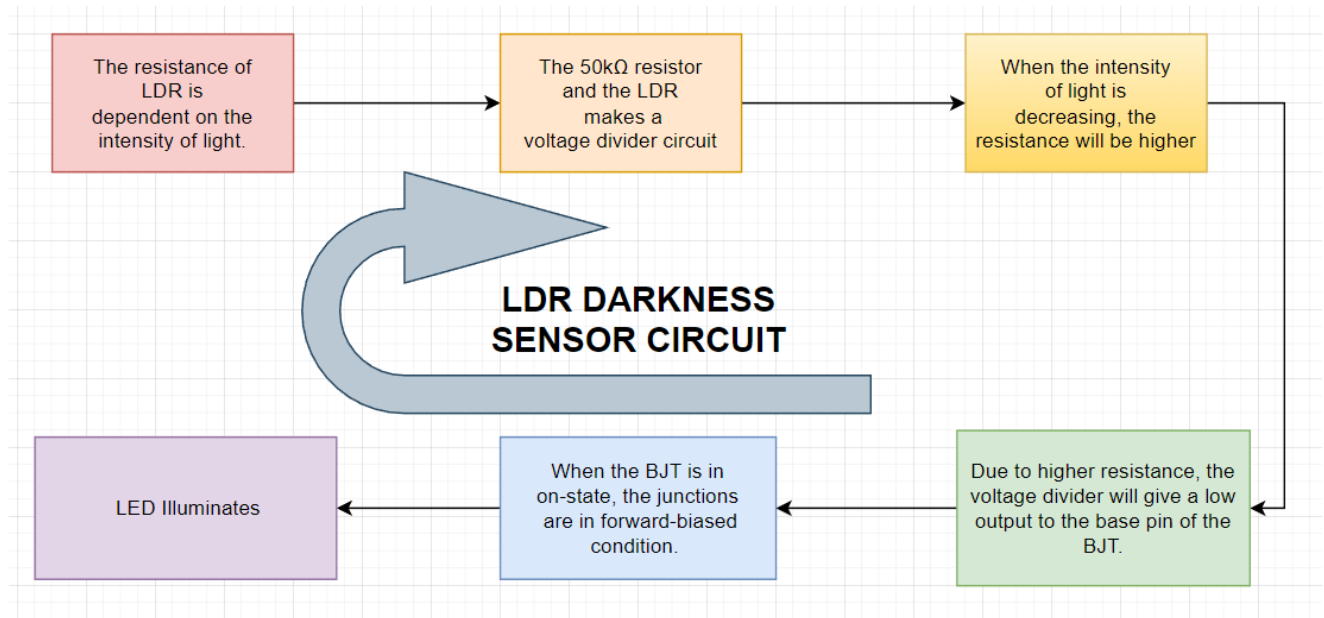 The resistance of
LDR is
dependent on the
intensity of light.
The 50kΩ resistor
and the LDR
makes a
voltage divider circuit
When the intensity
of light is
decreasing, the
resistance will be higher
LDR DARKNESS
SENSOR CIRCUIT
Due to higher resistance, the
voltage divider will give a low
output to the base pin of the
BJT.
When the BJT is in
on-state, the junctions
are in forward-biased
condition.
LED Illuminates